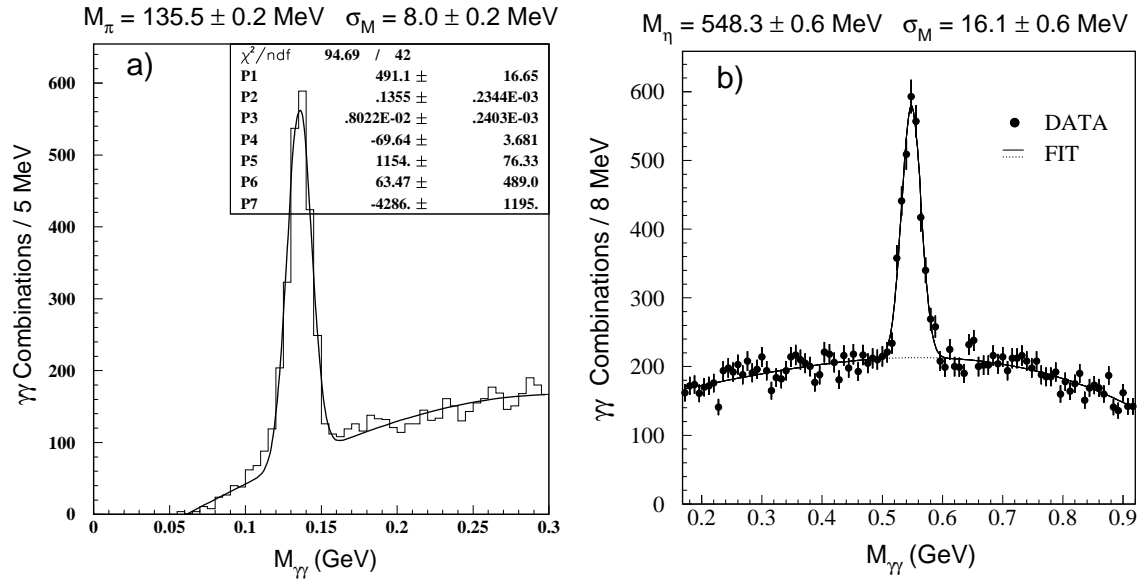 M_π = 135.5 ± 0.2 MeV σ_M = 8.0 ± 0.2 MeV
a)
χ²/ndf 94.69 / 42
P1 491.1 ± 16.65
P2 .1355 ± .2344E-03
P3 .8022E-02 ± .2403E-03
P4 -69.64 ± 3.681
P5 1154. ± 76.33
P6 63.47 ± 489.0
P7 -4286. ± 1195.
γγ Combinations / 5 MeV
600
500
400
300
200
100
0
0 0.05 0.1 0.15 0.2 0.25 0.3
M_γγ (GeV)
M_η = 548.3 ± 0.6 MeV σ_M = 16.1 ± 0.6 MeV
b)
DATA
FIT
γγ Combinations / 8 MeV
600
500
400
300
200
100
0
0.2 0.3 0.4 0.5 0.6 0.7 0.8 0.9
M_γγ (GeV)